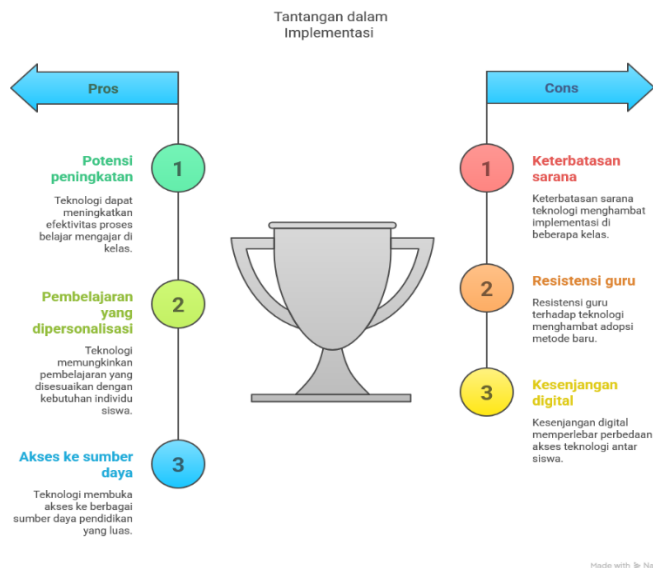 Tantangan dalam
Implementasi
Pros
1
Potensi
peningkatan
Teknologi dapat
meningkatkan
efektivitas proses
belajar mengajar di
kelas.
2
Pembelajaran
yang
dipersonalisasi
Teknologi
memungkinkan
pembelajaran yang
disesuaikan dengan
kebutuhan individu
siswa.
3
Akses ke sumber
daya
Teknologi membuka
akses ke berbagai
sumber daya pendidikan
yang luas.
Cons
1
Keterbatasan
sarana
Keterbatasan sarana
teknologi menghambat
implementasi di
beberapa kelas.
2
Resistensi guru
Resistensi guru
terhadap teknologi
menghambat adopsi
metode baru.
3
Kesenjangan
digital
Kesenjangan digital
memperlebar perbedaan
akses teknologi antar
siswa.
Made with Na